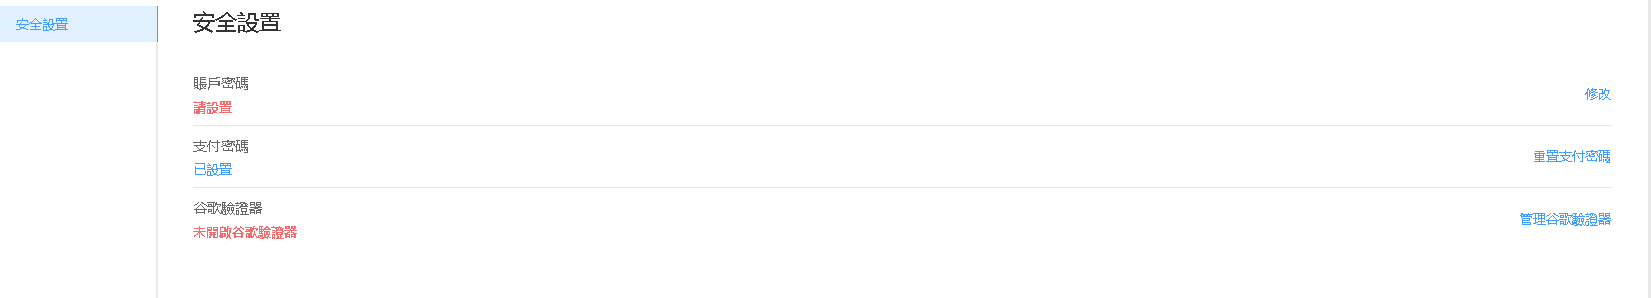 安全設置
安全設置
賬戶密碼
請設置
修改
支付密碼
已設置
重置支付密碼
谷歌驗證器
未開啟谷歌驗證器
管理谷歌驗證器